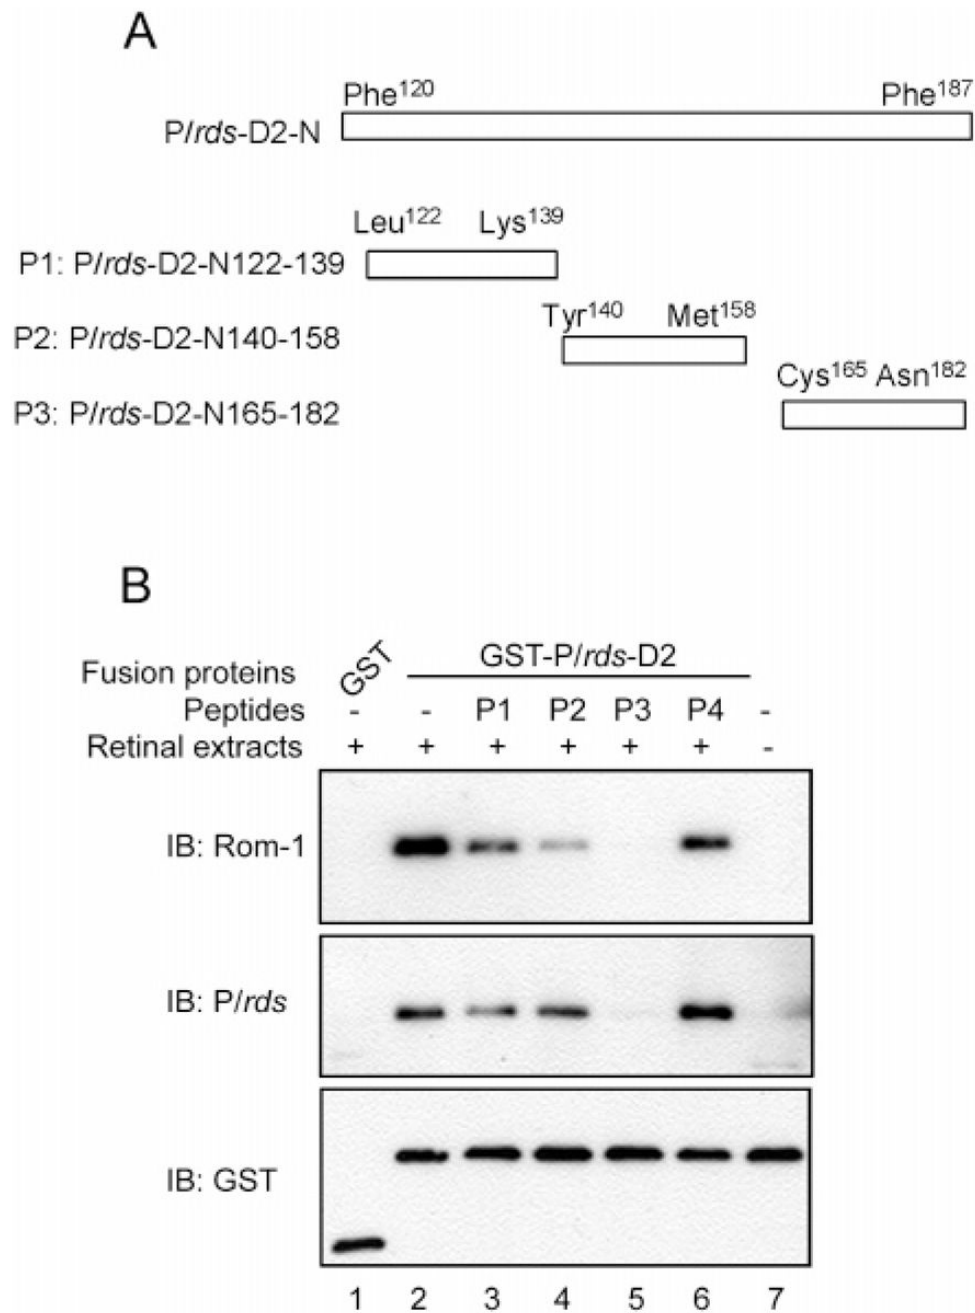 A
Phe120 Phe187
P/rds-D2-N
Leu122 Lys139
P1: P/rds-D2-N122-139
Tyr140 Met158
P2: P/rds-D2-N140-158
Cys165 Asn182
P3: P/rds-D2-N165-182
B
Fusion proteins GST GST-P/rds-D2
Peptides - - P1 P2 P3 P4 -
Retinal extracts + + + + + + -
IB: Rom-1
IB: P/rds
IB: GST
1 2 3 4 5 6 7